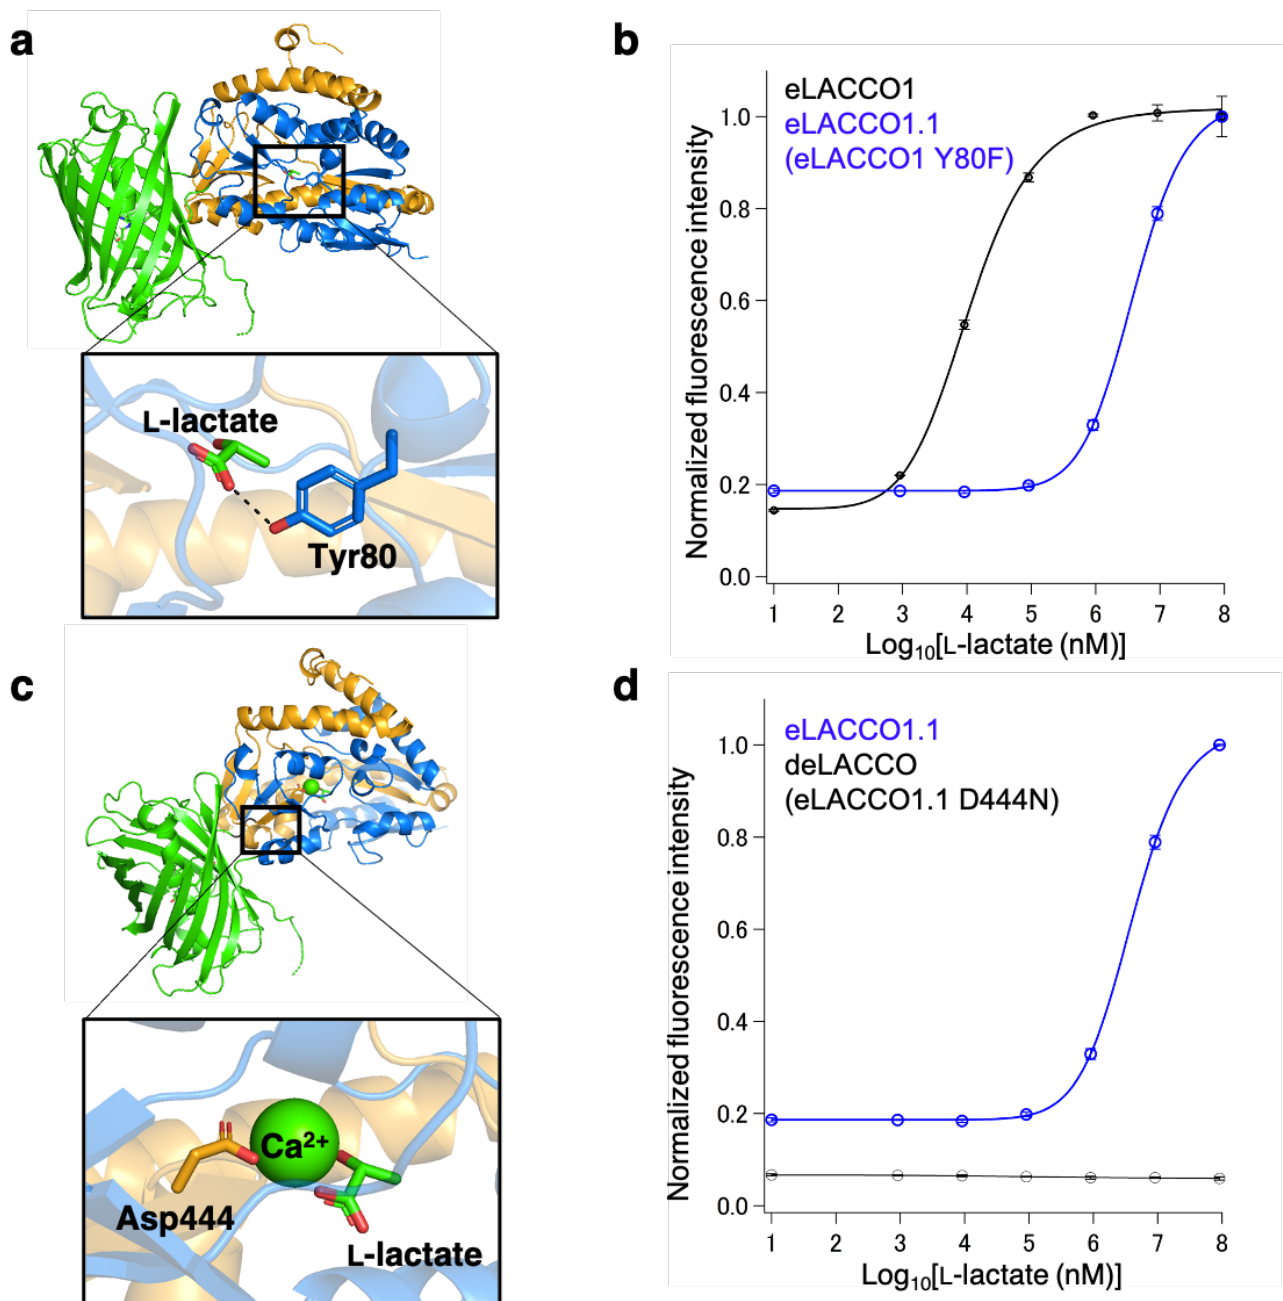 a
L-lactate
Tyr80
b
eLACCO1
eLACCO1.1
(eLACCO1 Y80F)
Normalized fluorescence intensity
1.0
0.8
0.6
0.4
0.2
0.0
1 2 3 4 5 6 7 8
Log₁₀[L-lactate (nM)]
c
Ca²⁺
Asp444
L-lactate
d
eLACCO1.1
deLACCO
(eLACCO1.1 D444N)
Normalized fluorescence intensity
1.0
0.8
0.6
0.4
0.2
0.0
1 2 3 4 5 6 7 8
Log₁₀[L-lactate (nM)]